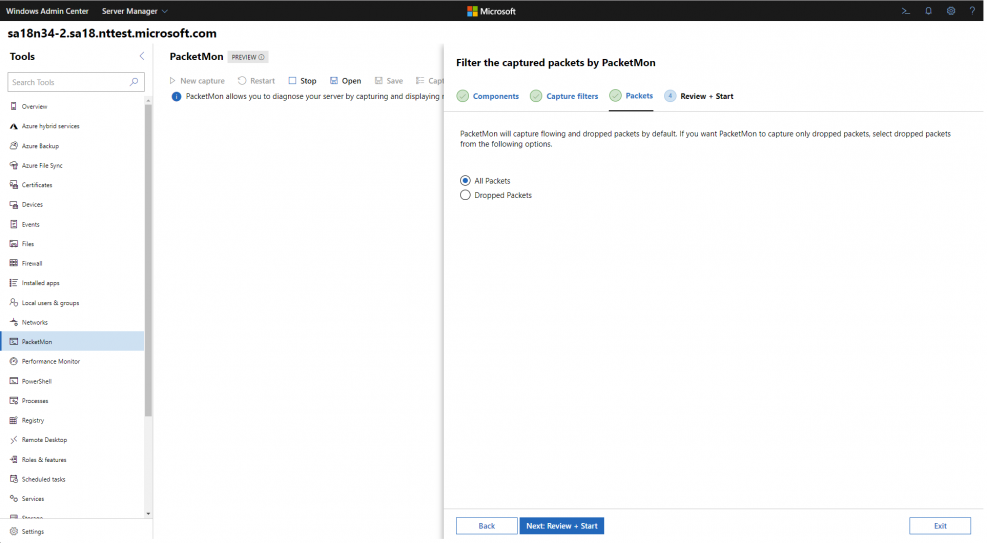 Windows Admin Center Server Manager Microsoft >_ ?
sa18n34-2.sa18.nttest.microsoft.com
Tools
Search Tools
Overview
Azure hybrid services
Azure Backup
Azure File Sync
Certificates
Devices
Events
Files
Firewall
Installed apps
Local users & groups
Networks
PacketMon
Performance Monitor
PowerShell
Processes
Registry
Remote Desktop
Roles & features
Scheduled tasks
Services
Storage
Settings
PacketMon PREVIEW
New capture Restart Stop Open Save Capt
PacketMon allows you to diagnose your server by capturing and displaying
Filter the captured packets by PacketMon
Components Capture filters Packets 4 Review + Start
PacketMon will capture flowing and dropped packets by default. If you want PacketMon to capture only dropped packets, select dropped packets
from the following options.
All Packets
Dropped Packets
Back Next: Review + Start Exit